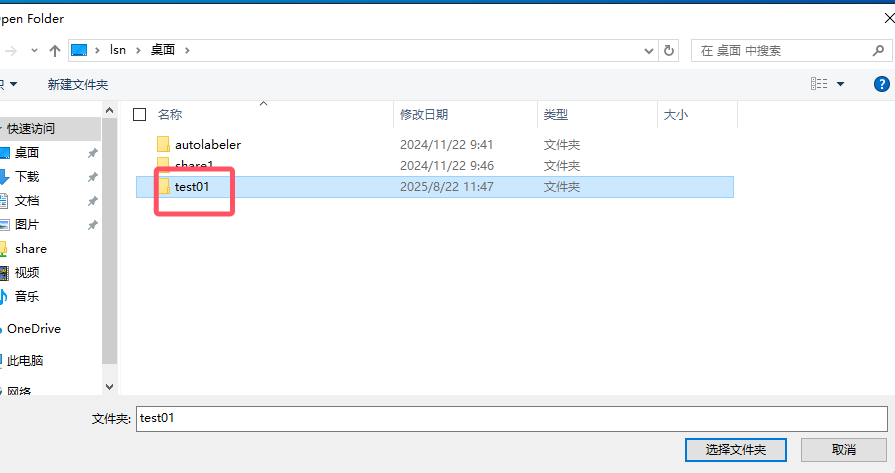 pen Folder
lsn 桌面
在 桌面 中搜索
新建文件夹
名称 修改日期 类型 大小
快速访问
桌面
下载
文档
图片
share
视频
音乐
OneDrive
此电脑
网络
autolabeler 2024/11/22 9:41 文件夹
share1 2024/11/22 9:46 文件夹
test01 2025/8/22 11:47 文件夹
文件夹: test01
选择文件夹 取消